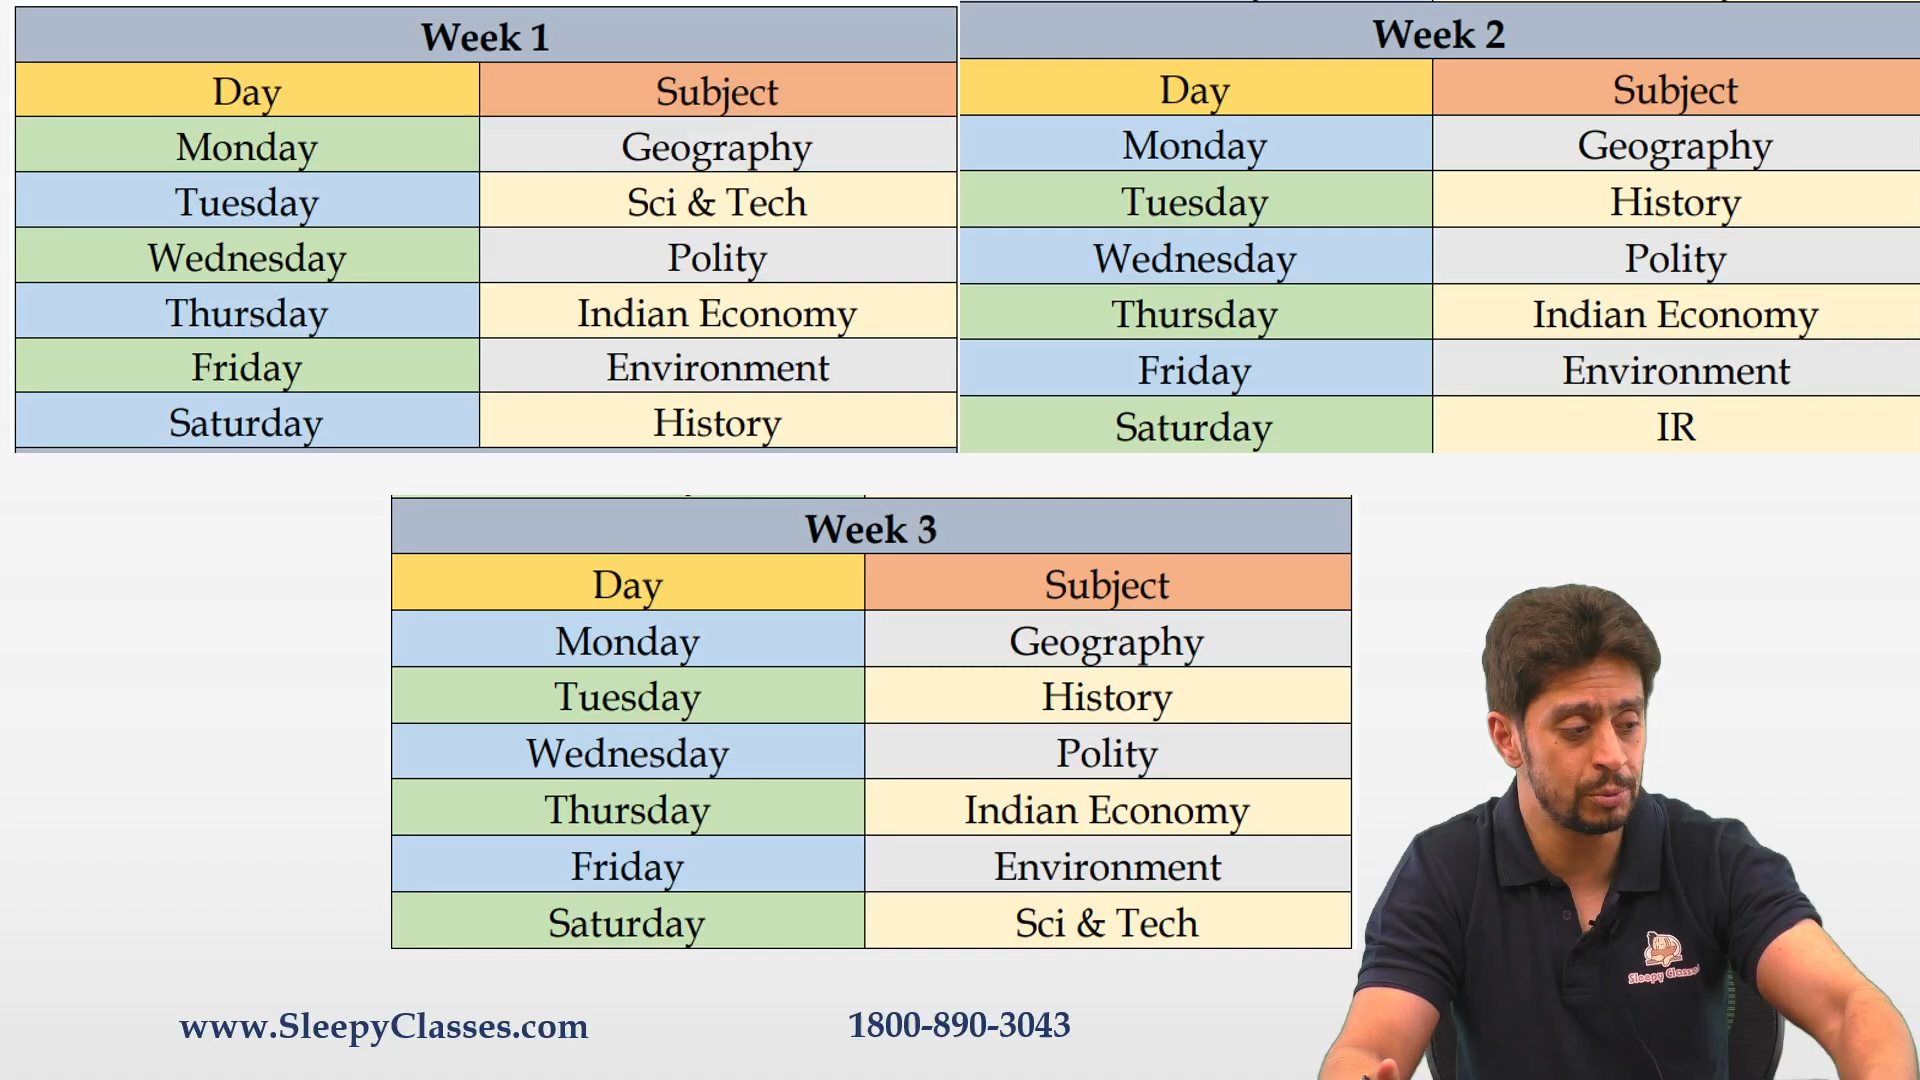 Week 1
Day Subject
Monday Geography
Tuesday Sci & Tech
Wednesday Polity
Thursday Indian Economy
Friday Environment
Saturday History
Week 2
Day Subject
Monday Geography
Tuesday History
Wednesday Polity
Thursday Indian Economy
Friday Environment
Saturday IR
Week 3
Day Subject
Monday Geography
Tuesday History
Wednesday Polity
Thursday Indian Economy
Friday Environment
Saturday Sci & Tech
Sleepy Classes
www.SleepyClasses.com 1800-890-3043